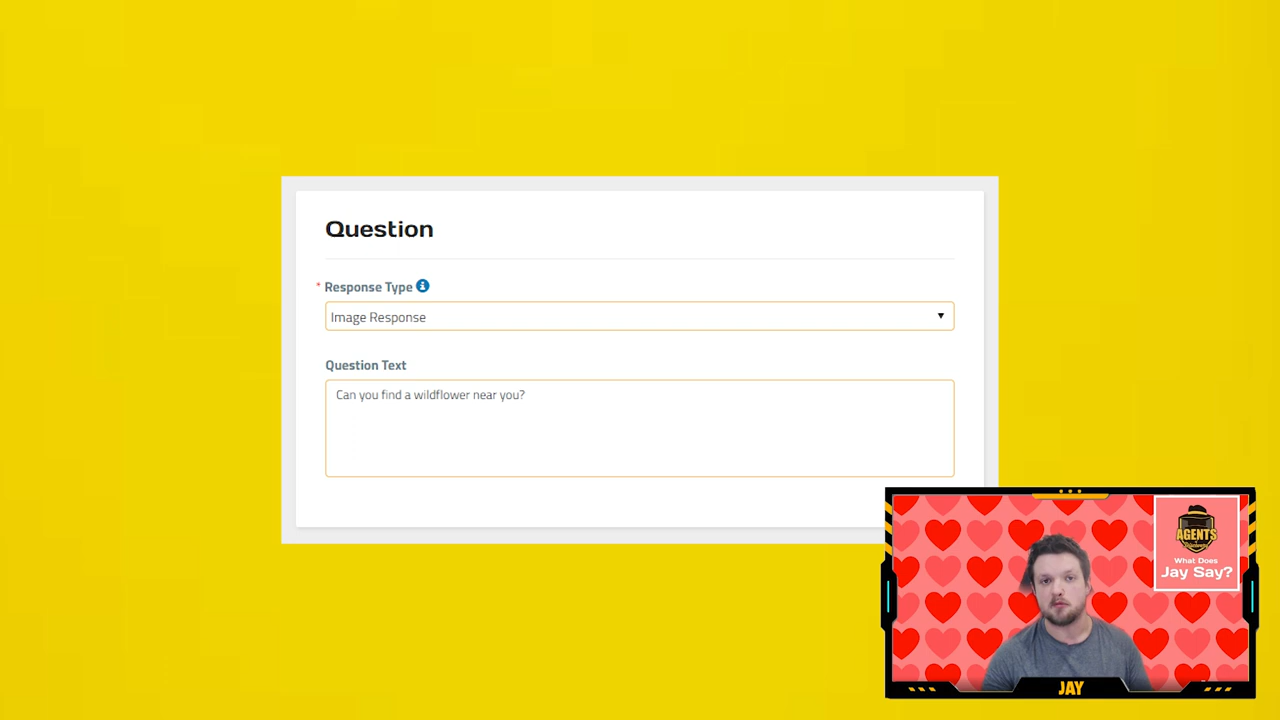 Question
* Response Type
Image Response
Question Text
Can you find a wildflower near you?
AGENTS
What Does
Jay Say?
JAY